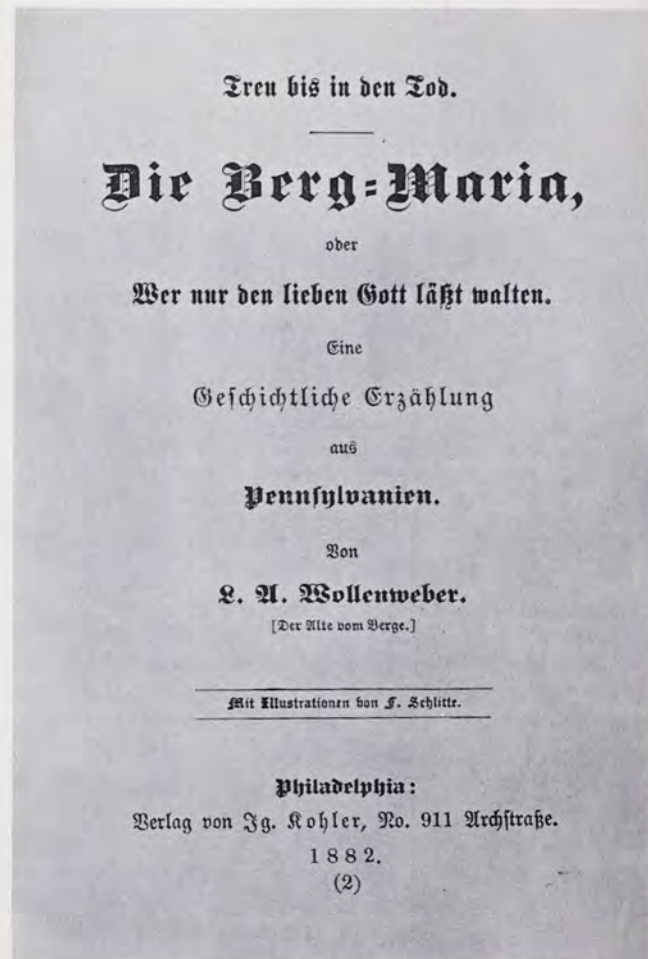 Treu bis in den Tod.
Die Berg=Maria,
oder
Wer nur den lieben Gott läßt walten.
Eine
Geschichtliche Erzählung
aus
Pennsylvanien.
Von
L. A. Wollenweber.
[Der Alte vom Berge.]
Mit Illustrationen von F. Schlitte.
Philadelphia:
Verlag von Ig. Kohler, No. 911 Archstraße.
1882.
(2)